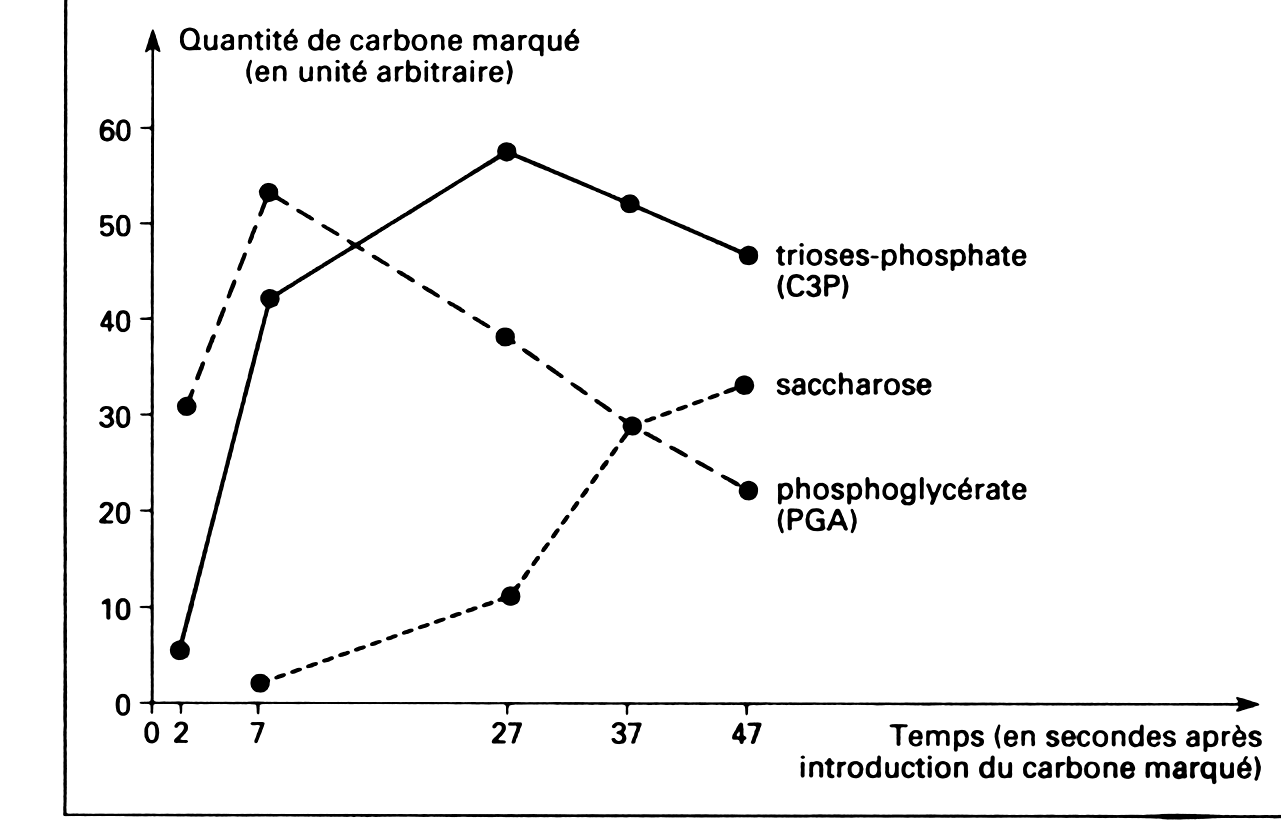 Quantité de carbone marqué
(en unité arbitraire)
60
50
40
30
20
10
0
trioses-phosphate
(C3P)
saccharose
phosphoglycérate
(PGA)
0 2 7 27 37 47
Temps (en secondes après
introduction du carbone marqué)